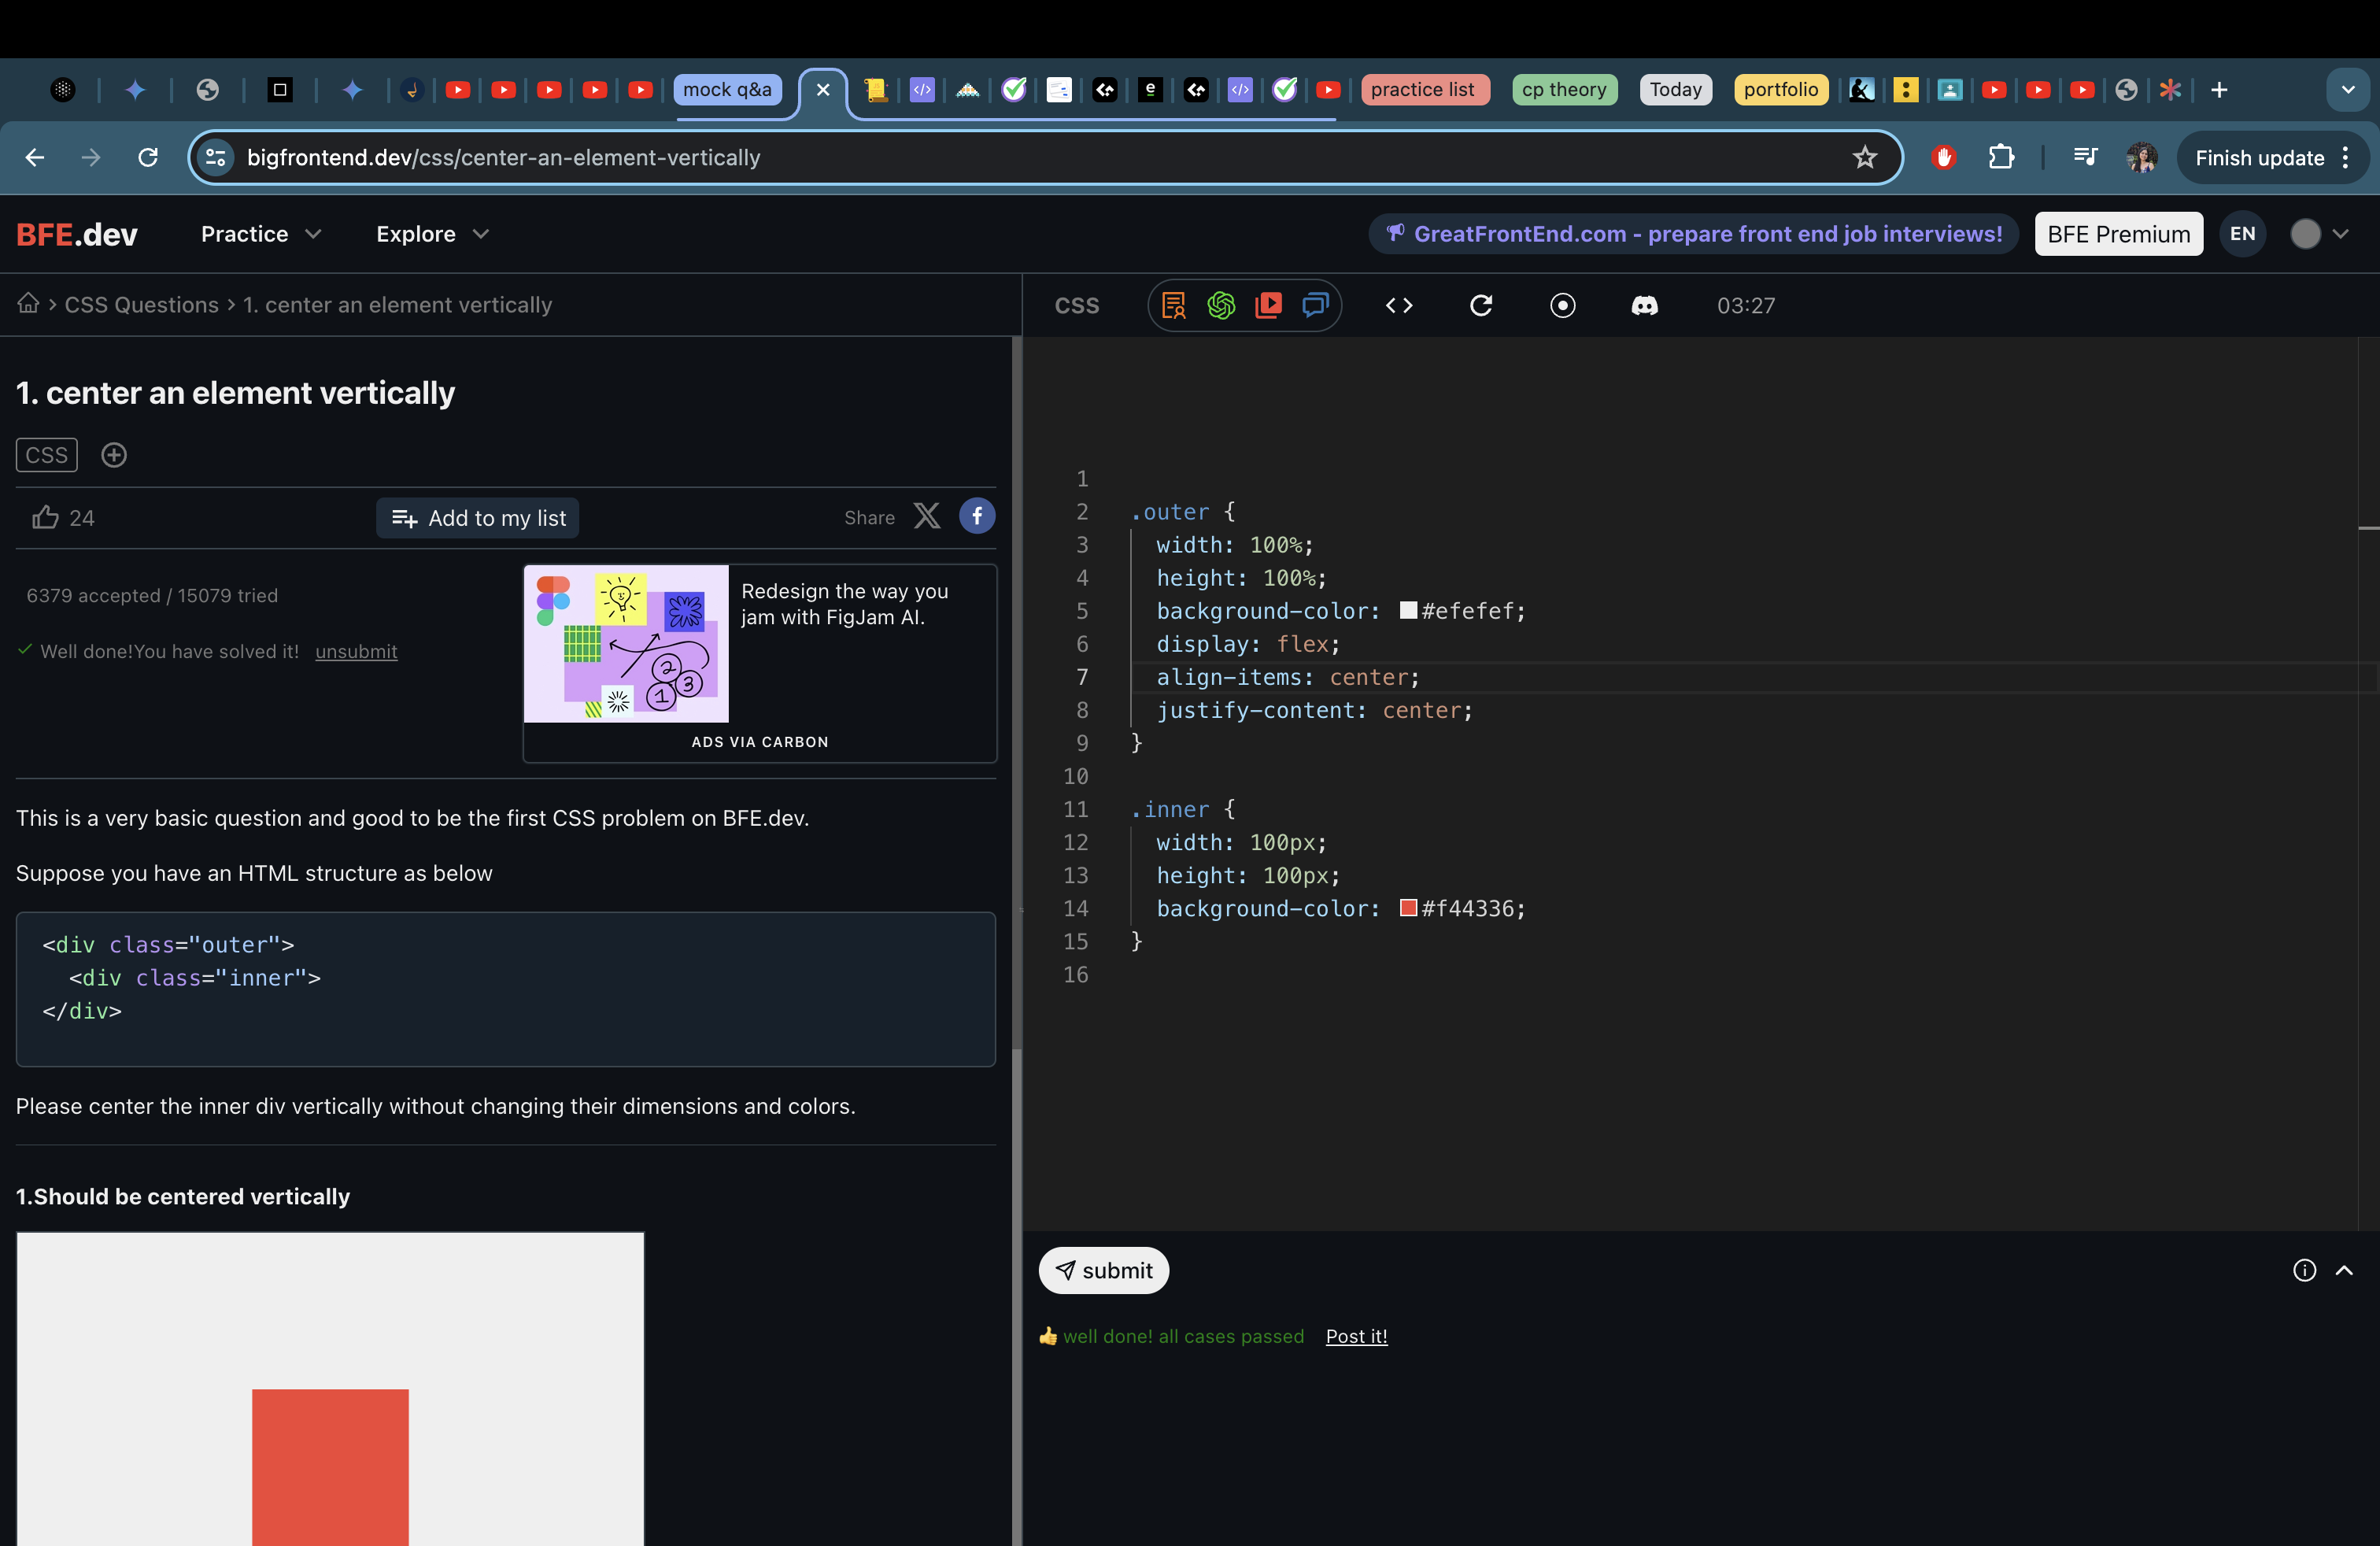 mock q&a
practice list
cp theory
Today
portfolio
bigfrontend.dev/css/center-an-element-vertically
Finish update
BFE.dev
Practice
Explore
GreatFrontEnd.com - prepare front end job interviews!
BFE Premium
EN
CSS Questions
1. center an element vertically
CSS
03:27
1. center an element vertically
CSS
24
Add to my list
Share
6379 accepted / 15079 tried
Well done!You have solved it! unsubmit
Redesign the way you
jam with FigJam AI.
ADS VIA CARBON
This is a very basic question and good to be the first CSS problem on BFE.dev.
Suppose you have an HTML structure as below
<div class="outer">
  <div class="inner">
</div>
Please center the inner div vertically without changing their dimensions and colors.
1.Should be centered vertically
1
2 .outer {
3   width: 100%;
4   height: 100%;
5   background-color: #efefef;
6   display: flex;
7   align-items: center;
8   justify-content: center;
9 }
10
11 .inner {
12   width: 100px;
13   height: 100px;
14   background-color: #f44336;
15 }
16
submit
👍 well done! all cases passed Post it!